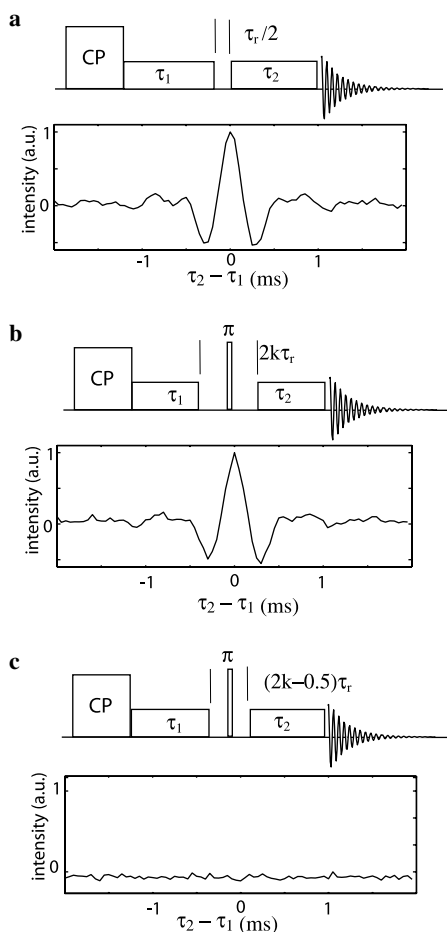 a
τr/2
CP
τ1
τ2
intensity (a.u.)
1
0
-1
0
1
τ2 − τ1 (ms)
b
π
2kτr
CP
τ1
τ2
intensity (a.u.)
1
0
-1
0
1
τ2 − τ1 (ms)
c
π
(2k−0.5)τr
CP
τ1
τ2
intensity (a.u.)
1
0
-1
0
1
τ2 − τ1 (ms)